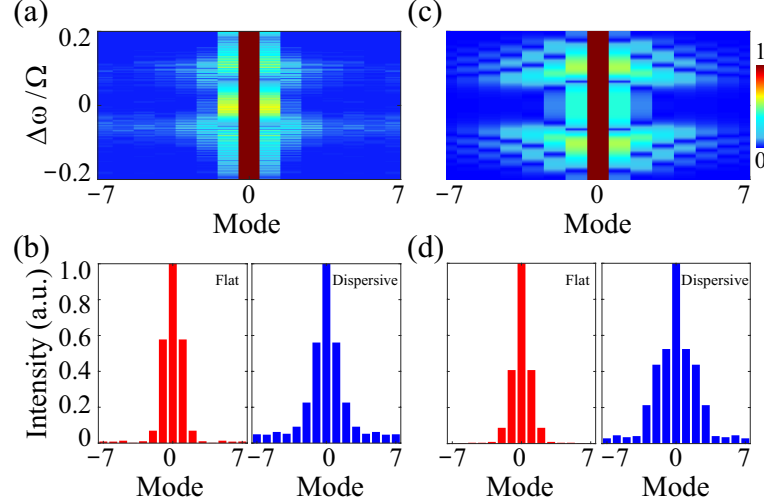 (a)
(c)
0.2
0
−0.2
Δω/Ω
−7 0 7
Mode
−7 0 7
Mode
1
0
(b)
(d)
1.0
0.8
0.6
0.4
0.2
0
Intensity (a.u.)
Flat
Dispersive
Flat
Dispersive
−7 0 7
−7 0 7
−7 0 7
−7 0 7
Mode
Mode
Mode
Mode